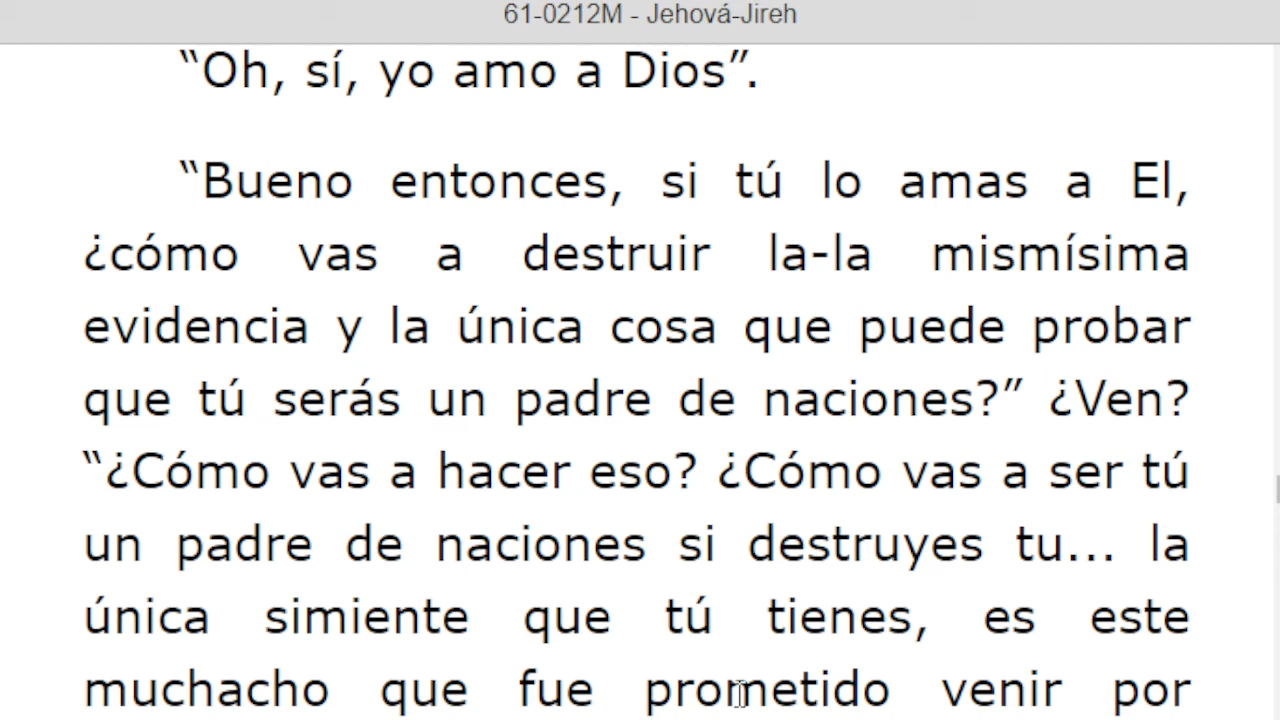 61-0212M - Jehová-Jireh
“Oh, sí, yo amo a Dios”.
“Bueno entonces, si tú lo amas a El,
¿cómo vas a destruir la-la mismísima
evidencia y la única cosa que puede probar
que tú serás un padre de naciones?” ¿Ven?
“¿Cómo vas a hacer eso? ¿Cómo vas a ser tú
un padre de naciones si destruyes tu... la
única simiente que tú tienes, es este
muchacho que fue prometido venir por